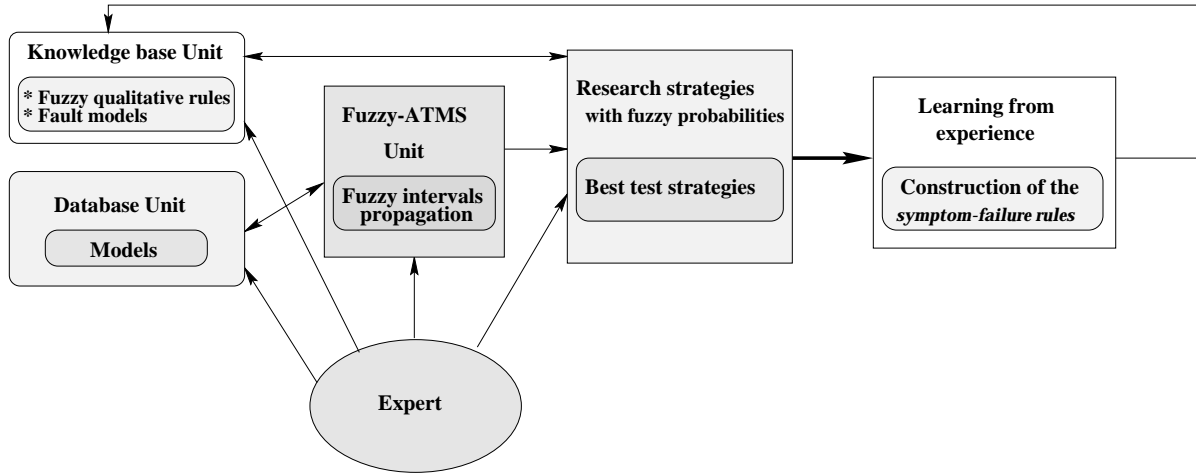 Knowledge base Unit
* Fuzzy qualitative rules
* Fault models
Database Unit
Models
Fuzzy-ATMS
Unit
Fuzzy intervals
propagation
Expert
Research strategies
with fuzzy probabilities
Best test strategies
Learning from
experience
Construction of the
symptom-failure rules